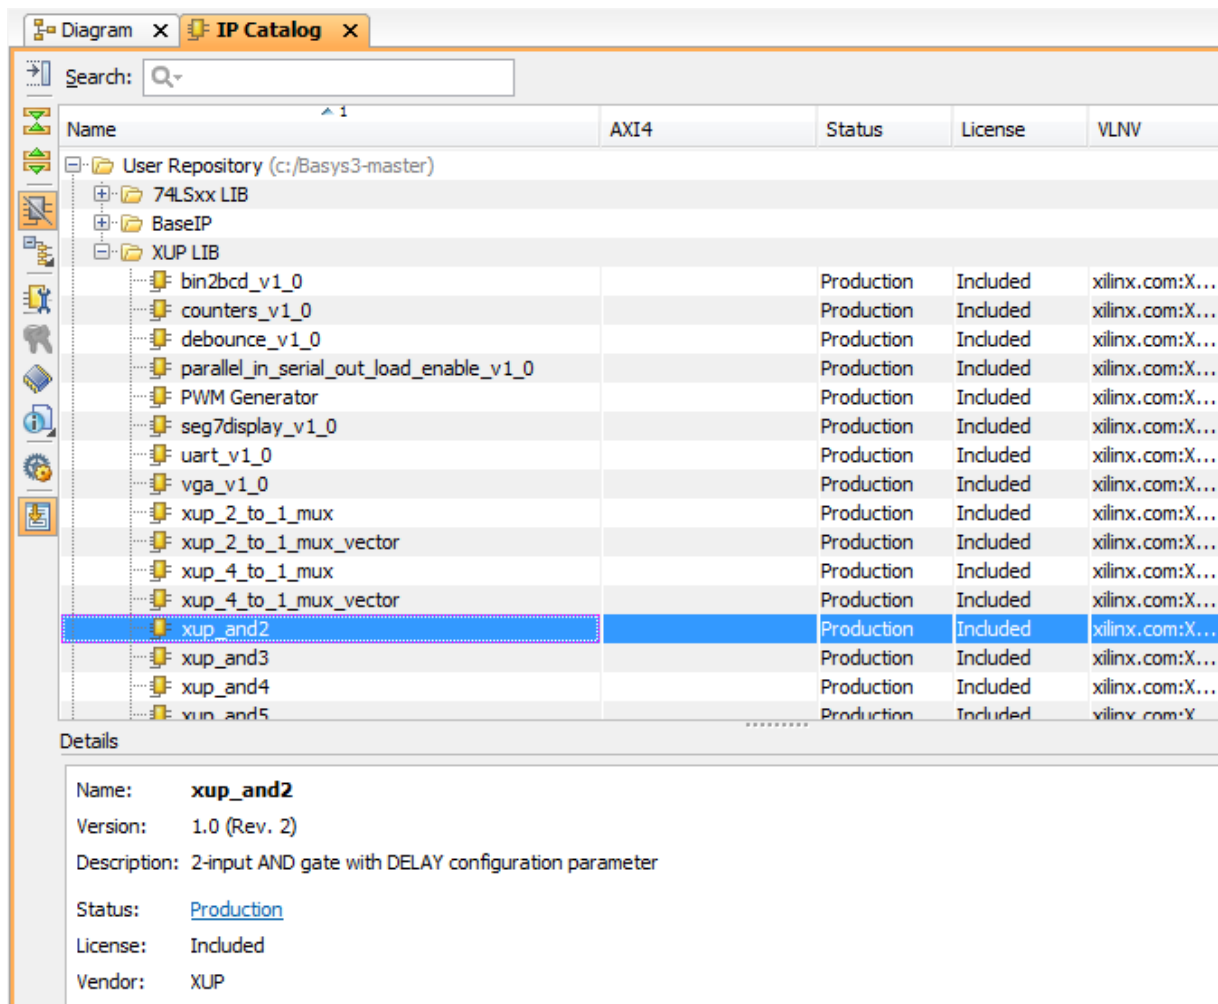 Diagram IP Catalog
Search:
1
Name AXI4 Status License VLNV
User Repository (c:/Basys3-master)
74LSxx LIB
BaseIP
XUP LIB
bin2bcd_v1_0 Production Included xilinx.com:X...
counters_v1_0 Production Included xilinx.com:X...
debounce_v1_0 Production Included xilinx.com:X...
parallel_in_serial_out_load_enable_v1_0 Production Included xilinx.com:X...
PWM Generator Production Included xilinx.com:X...
seg7display_v1_0 Production Included xilinx.com:X...
uart_v1_0 Production Included xilinx.com:X...
vga_v1_0 Production Included xilinx.com:X...
xup_2_to_1_mux Production Included xilinx.com:X...
xup_2_to_1_mux_vector Production Included xilinx.com:X...
xup_4_to_1_mux Production Included xilinx.com:X...
xup_4_to_1_mux_vector Production Included xilinx.com:X...
xup_and2 Production Included xilinx.com:X...
xup_and3 Production Included xilinx.com:X...
xup_and4 Production Included xilinx.com:X...
xup_and5 Production Included xilinx.com:X
Details
Name: xup_and2
Version: 1.0 (Rev. 2)
Description: 2-input AND gate with DELAY configuration parameter
Status: Production
License: Included
Vendor: XUP